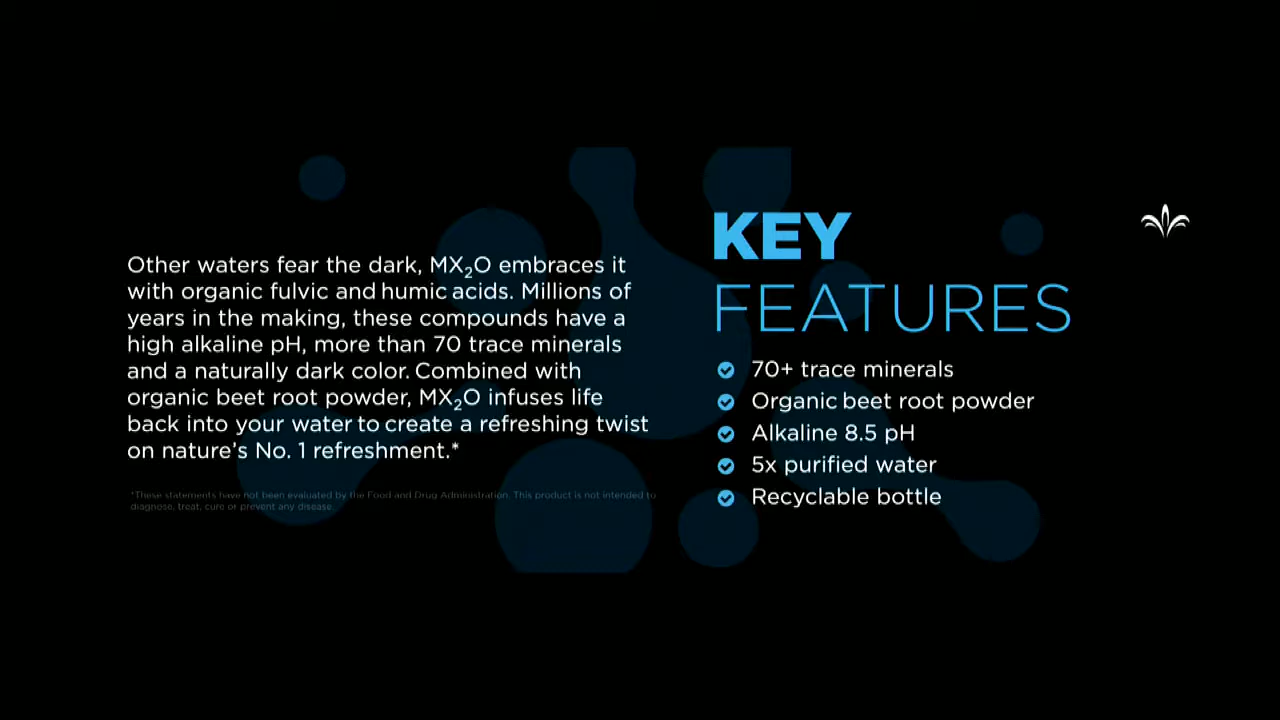 Other waters fear the dark, MX₂O embraces it
with organic fulvic and humic acids. Millions of
years in the making, these compounds have a
high alkaline pH, more than 70 trace minerals
and a naturally dark color. Combined with
organic beet root powder, MX₂O infuses life
back into your water to create a refreshing twist
on nature's No. 1 refreshment.*
*These statements have not been evaluated by the Food and Drug Administration. This product is not intended to
diagnose, treat, cure or prevent any disease.
KEY
FEATURES
70+ trace minerals
Organic beet root powder
Alkaline 8.5 pH
5x purified water
Recyclable bottle